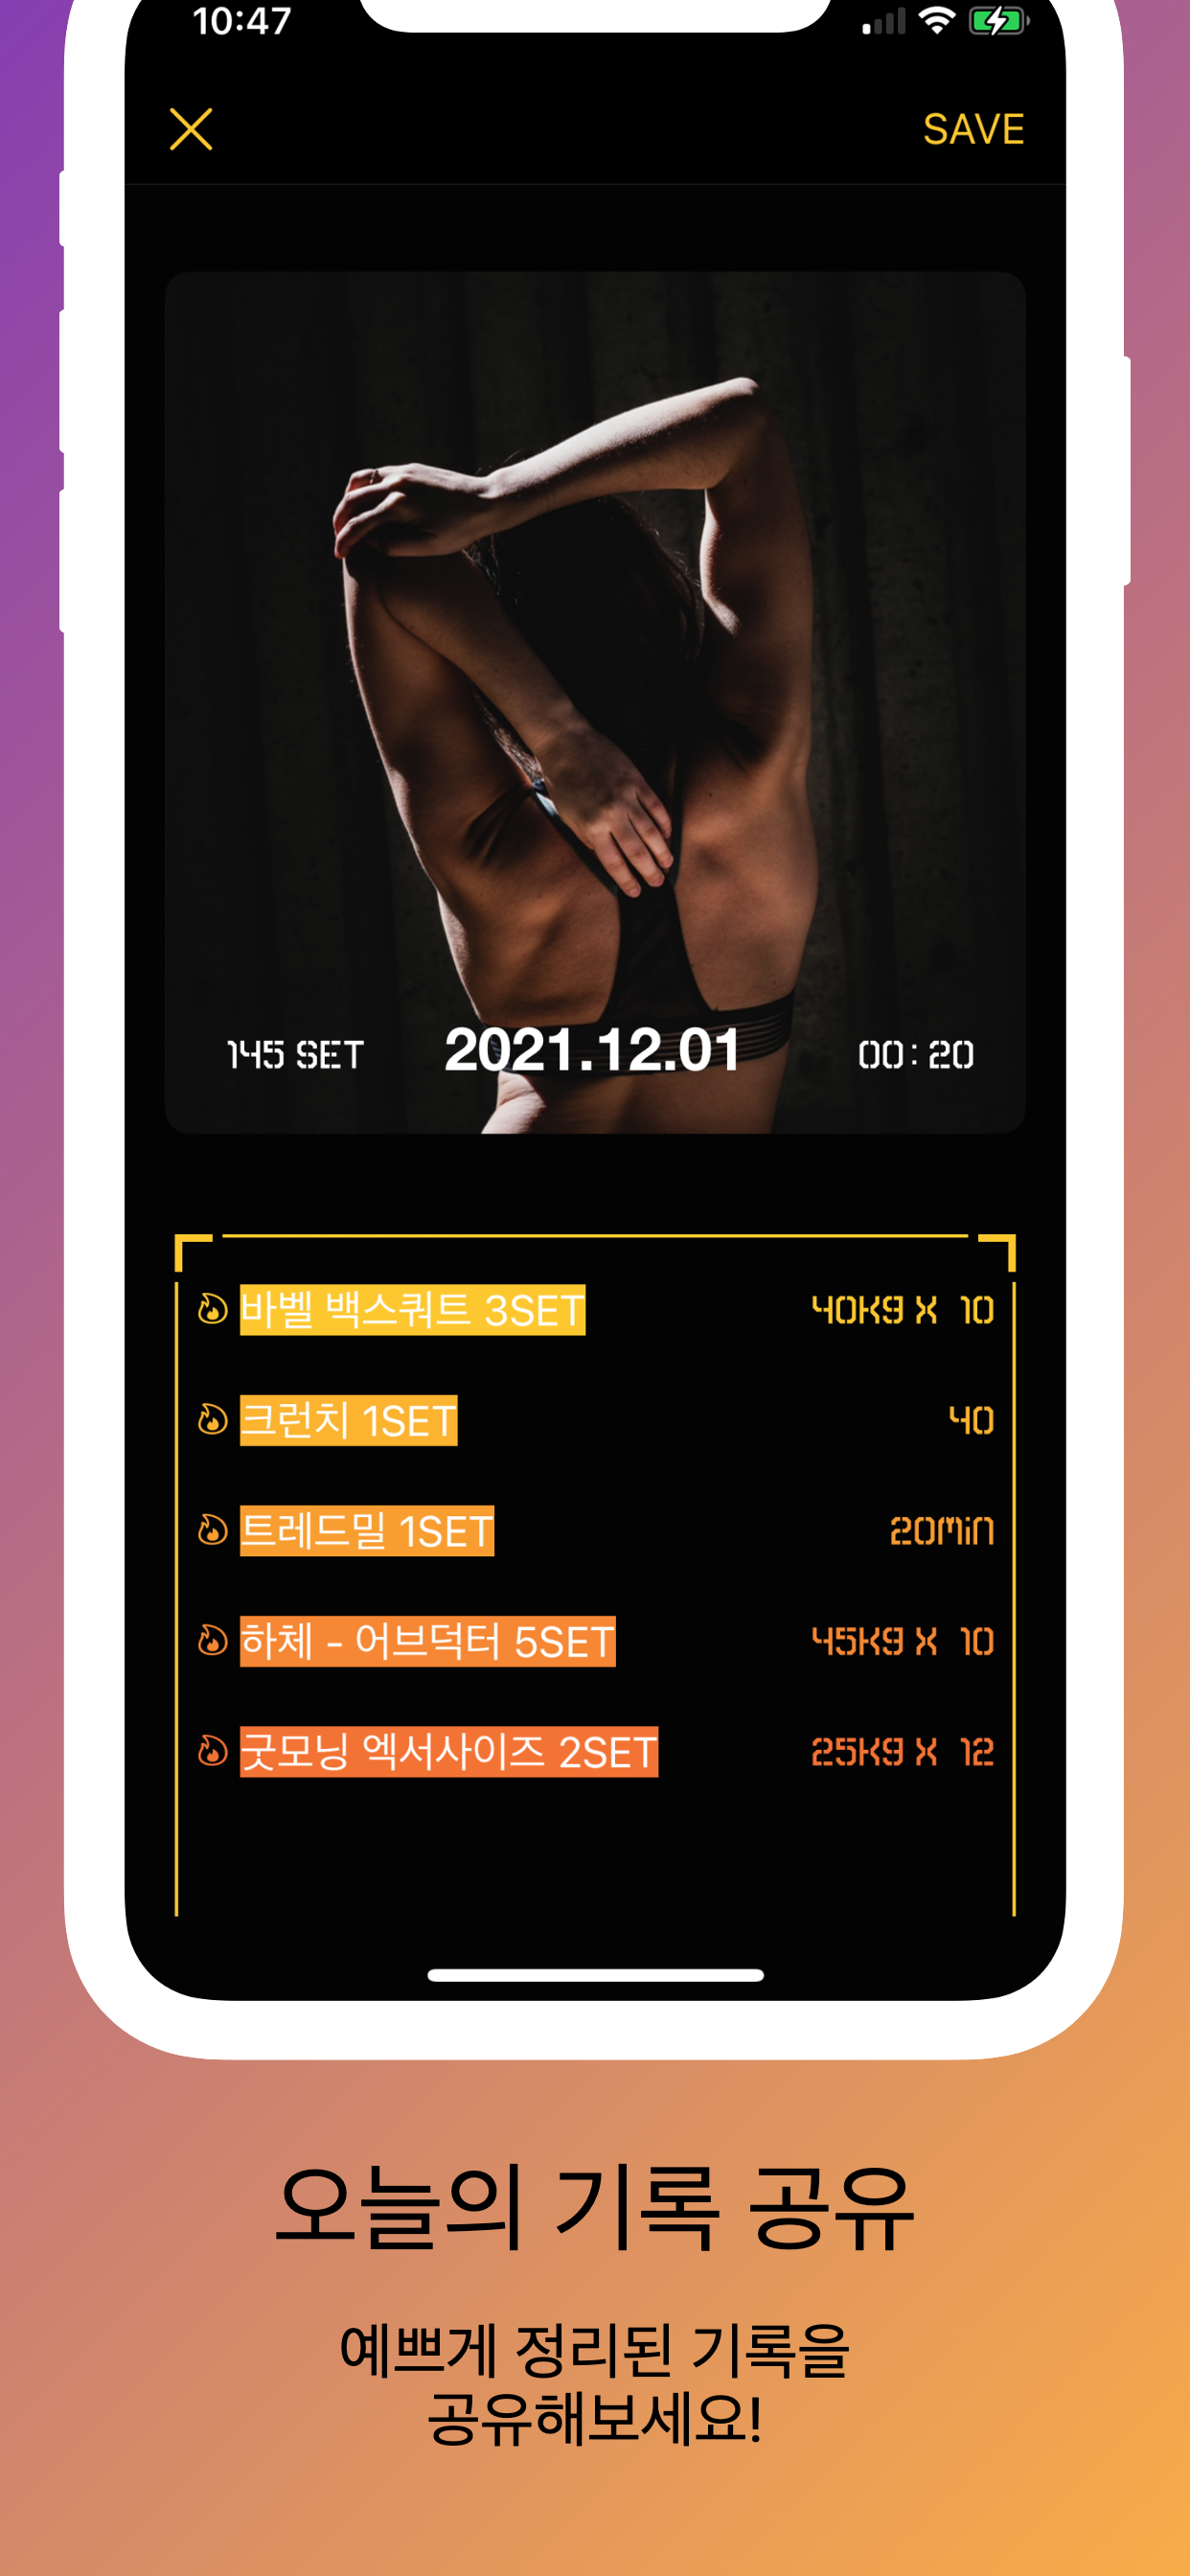 10:47
SAVE
145 SET 2021.12.01 00:20
바벨 백스쿼트 3SET 40Kg X 10
크런치 1SET 40
트레드밀 1SET 20Min
하체 - 어브덕터 5SET 45Kg X 10
굿모닝 엑서사이즈 2SET 25Kg X 12
오늘의 기록 공유
예쁘게 정리된 기록을
공유해보세요!